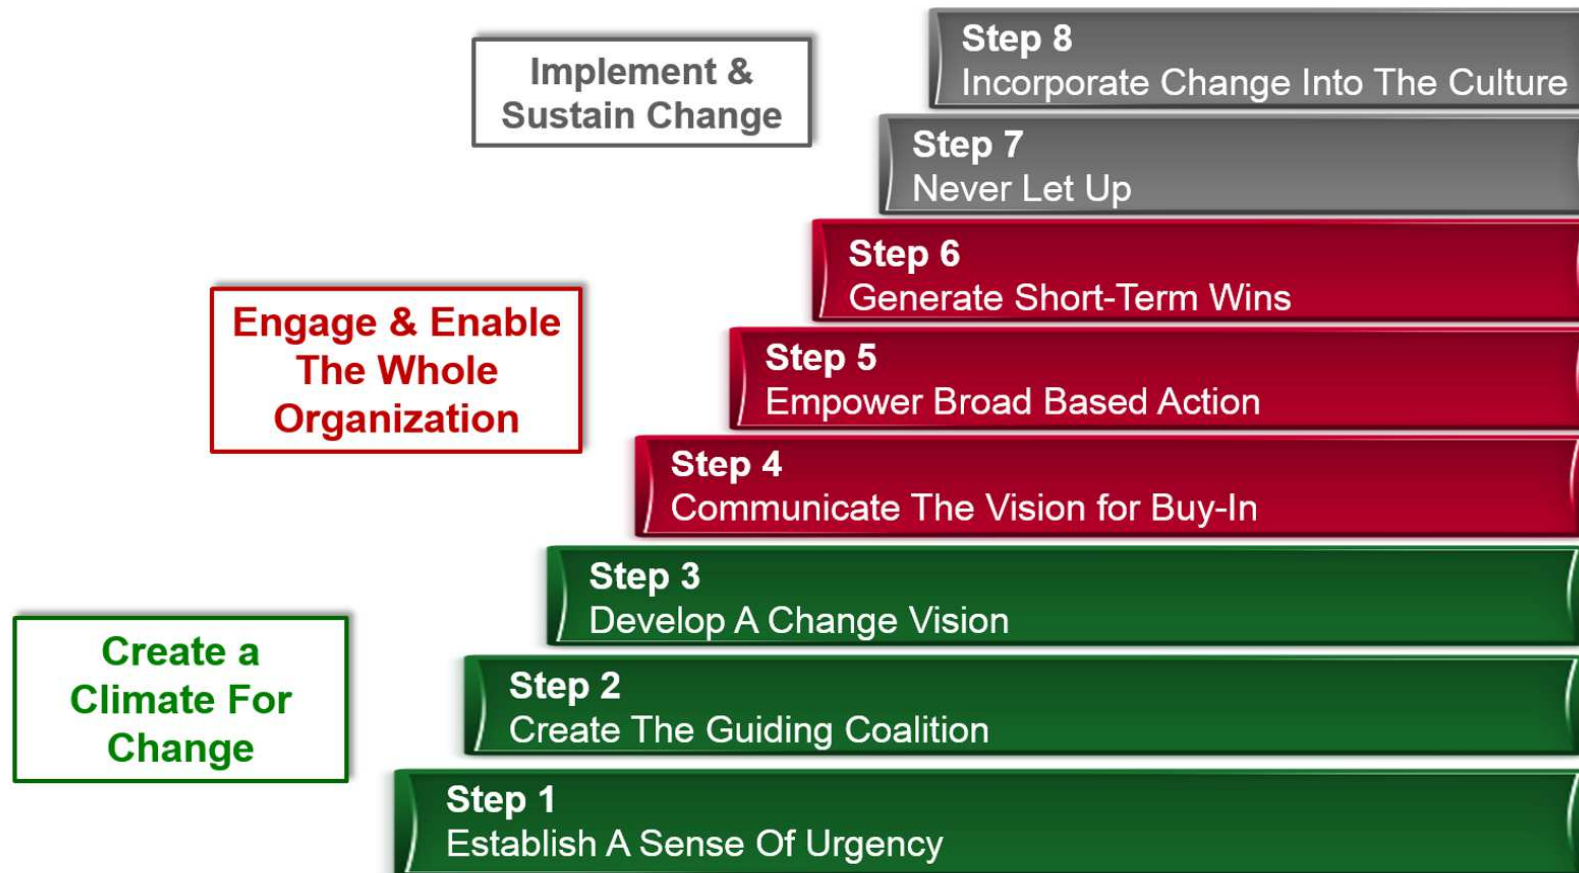 Implement &
Sustain Change
Step 8
Incorporate Change Into The Culture
Step 7
Never Let Up
Engage & Enable
The Whole
Organization
Step 6
Generate Short-Term Wins
Step 5
Empower Broad Based Action
Step 4
Communicate The Vision for Buy-In
Create a
Climate For
Change
Step 3
Develop A Change Vision
Step 2
Create The Guiding Coalition
Step 1
Establish A Sense Of Urgency